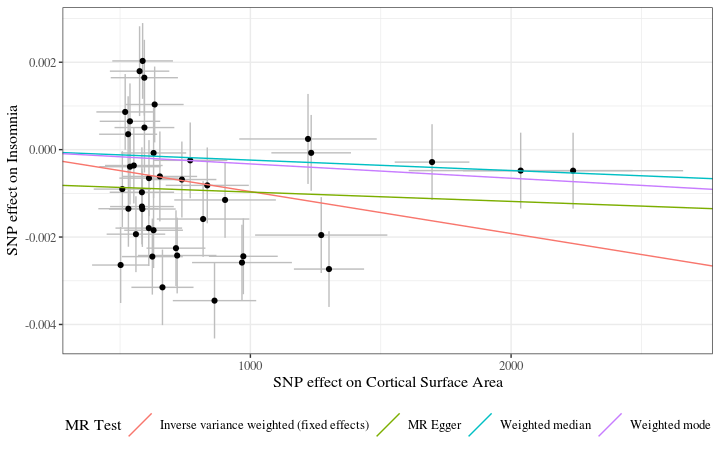 SNP effect on Insomnia
0.002
0.000
-0.002
-0.004
1000
2000
SNP effect on Cortical Surface Area
MR Test
Inverse variance weighted (fixed effects)
MR Egger
Weighted median
Weighted mode